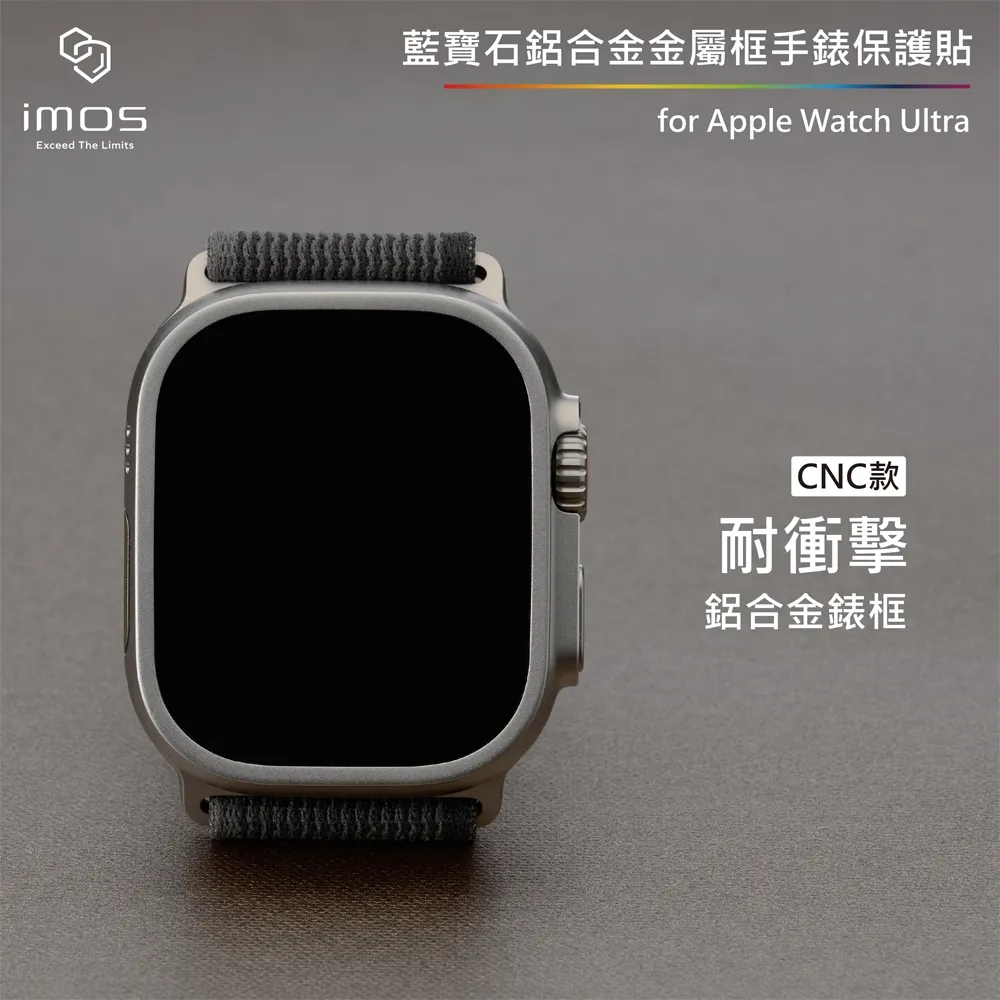 imos
Exceed The Limits
藍寶石鋁合金金屬框手錶保護貼
for Apple Watch Ultra
CNC款
耐衝擊
鋁合金錶框